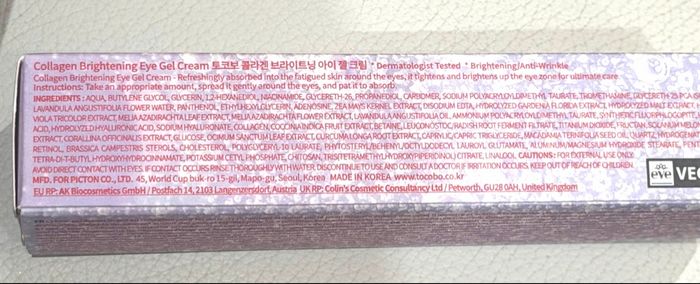 Collagen Brightening Eye Gel Cream 토코보 콜라겐 브라이트닝 아이 젤 크림 * Dermatologist Tested * Brightening/Anti-Wrinkle
Collagen Brightening Eye Gel Cream - Refreshingly absorbed into the fatigued skin around the eyes, it tightens and brightens up the eye zone for ultimate care.
Instructions: Take an appropriate amount, spread it gently around the eyes, and pat it to absorb.
INGREDIENTS : AQUA, BUTYLENE GLYCOL, GLYCERIN, 1,2-HEXANEDIOL, NIACINAMIDE, GLYCERETH-26, PROPANEDIOL, CARBOMER, SODIUM POLYACRYLOYLDIMETHYL TAURATE, TROMETHAMINE, GLYCERETH-25 PCA
LAVANDULA ANGUSTIFOLIA FLOWER WATER, PANTHENOL, ETHYLHEXYLGLYCERIN, ADENOSINE, ZEA MAYS KERNEL EXTRACT, DISODIUM EDTA, HYDROLYZED GARDENIA FLORIDA EXTRACT, HYDROLYZED MALT EXTRACT,
VIOLA TRICOLOR EXTRACT, MELIA AZADIRACHTA LEAF EXTRACT, MELIA AZADIRACHTA FLOWER EXTRACT, LAVANDULA ANGUSTIFOLIA OIL, AMMONIUM POLYACRYLOYLDIMETHYL TAURATE, SYNTHETIC FLUORPHLOGOPITE,
ACID, HYDROLYZED HYALURONIC ACID, SODIUM HYALURONATE, COLLAGEN, COCCINIA INDICA FRUIT EXTRACT, BETAINE, LEUCONOSTOC/RADISH ROOT FERMENT FILTRATE, TITANIUM DIOXIDE, FRUCTAN, SOLANUM MELON
EXTRACT, CORALLINA OFFICINALIS EXTRACT, GLUCOSE, OCIMUM SANCTUM LEAF EXTRACT, CURCUMA LONGA ROOT EXTRACT, CAPRYLIC/CAPRIC TRIGLYCERIDE, MACADAMIA TERNIFOLIA SEED OIL, QUARTZ, HYDROGENA
RETINOL, BRASSICA CAMPESTRIS STEROLS, CHOLESTEROL, POLYGLYCERYL-10 LAURATE, PHYTOSTERYL/BEHENYL/OCTYLDODECYL LAUROYL GLUTAMATE, ALUMINUM/MAGNESIUM HYDROXIDE STEARATE, PENT
TETRA-DI-T-BUTYL HYDROXYHYDROCINNAMATE, POTASSIUM CETYL PHOSPHATE, CHITOSAN, TRIS(TETRAMETHYLHYDROXYPIPERIDINOL) CITRATE, LINALOOL CAUTIONS : FOR EXTERNAL USE ONLY.
AVOID DIRECT CONTACT WITH EYES. IF CONTACT OCCURS RINSE THOROUGHLY WITH WATER. DISCONTINUE USE AND CONSULT A DOCTOR IF IRRITATION OCCURS. KEEP OUT OF REACH OF CHILDREN.
MFD. FOR PICTON CO., LTD. 45, World Cup buk-ro 15-gil, Mapo-gu, Seoul, Korea MADE IN KOREA www.tocobo.co.kr
EU RP: AK Biocosmetics GmbH / Postfach 14, 2103 Langenzersdorf, Austria UK RP: Colin's Cosmetic Consultancy Ltd / Petworth, GU28 0AH, United Kingdom
eve VEG